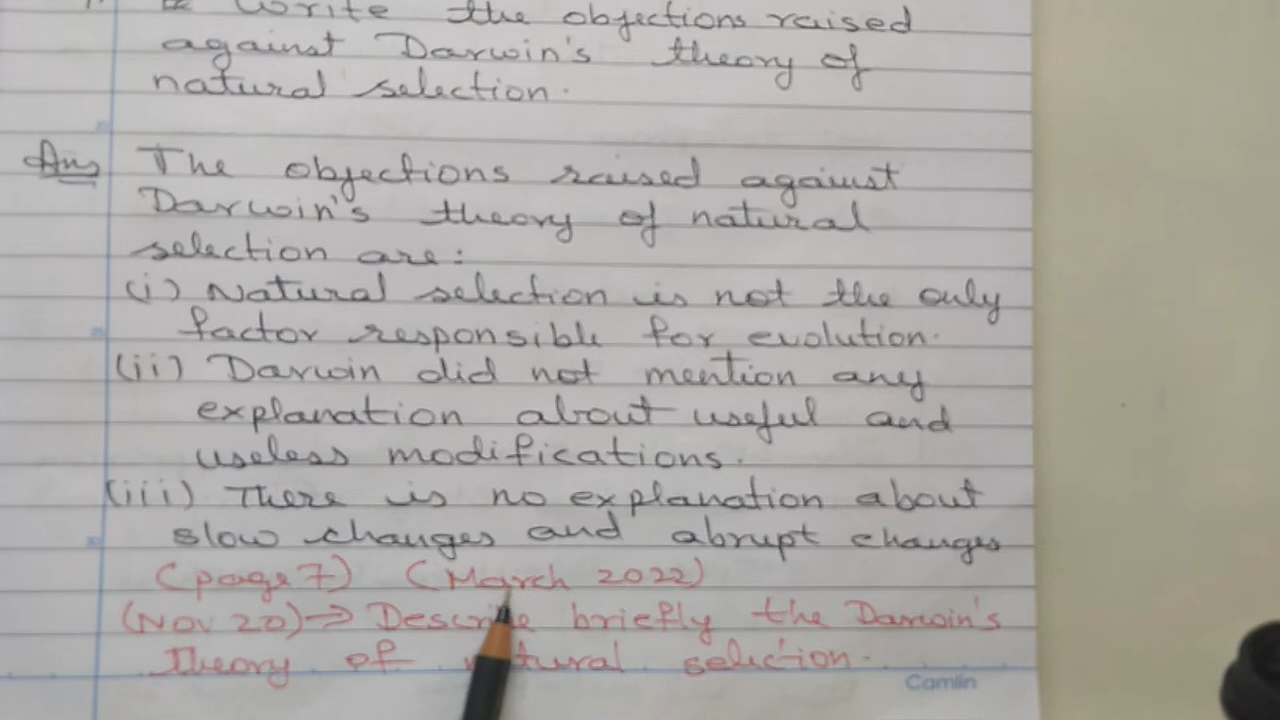 Write the objections raised
against Darwin's theory of
natural selection.
Ans The objections raised against
Darwin's theory of natural
selection are:
(i) Natural selection is not the only
factor responsible for evolution.
(ii) Darwin did not mention any
explanation about useful and
useless modifications.
(iii) There is no explanation about
slow changes and abrupt changes
(page 7) (March 2022)
(Nov 20) → Describe briefly the Darwin's
Theory of natural selection.
Camlin